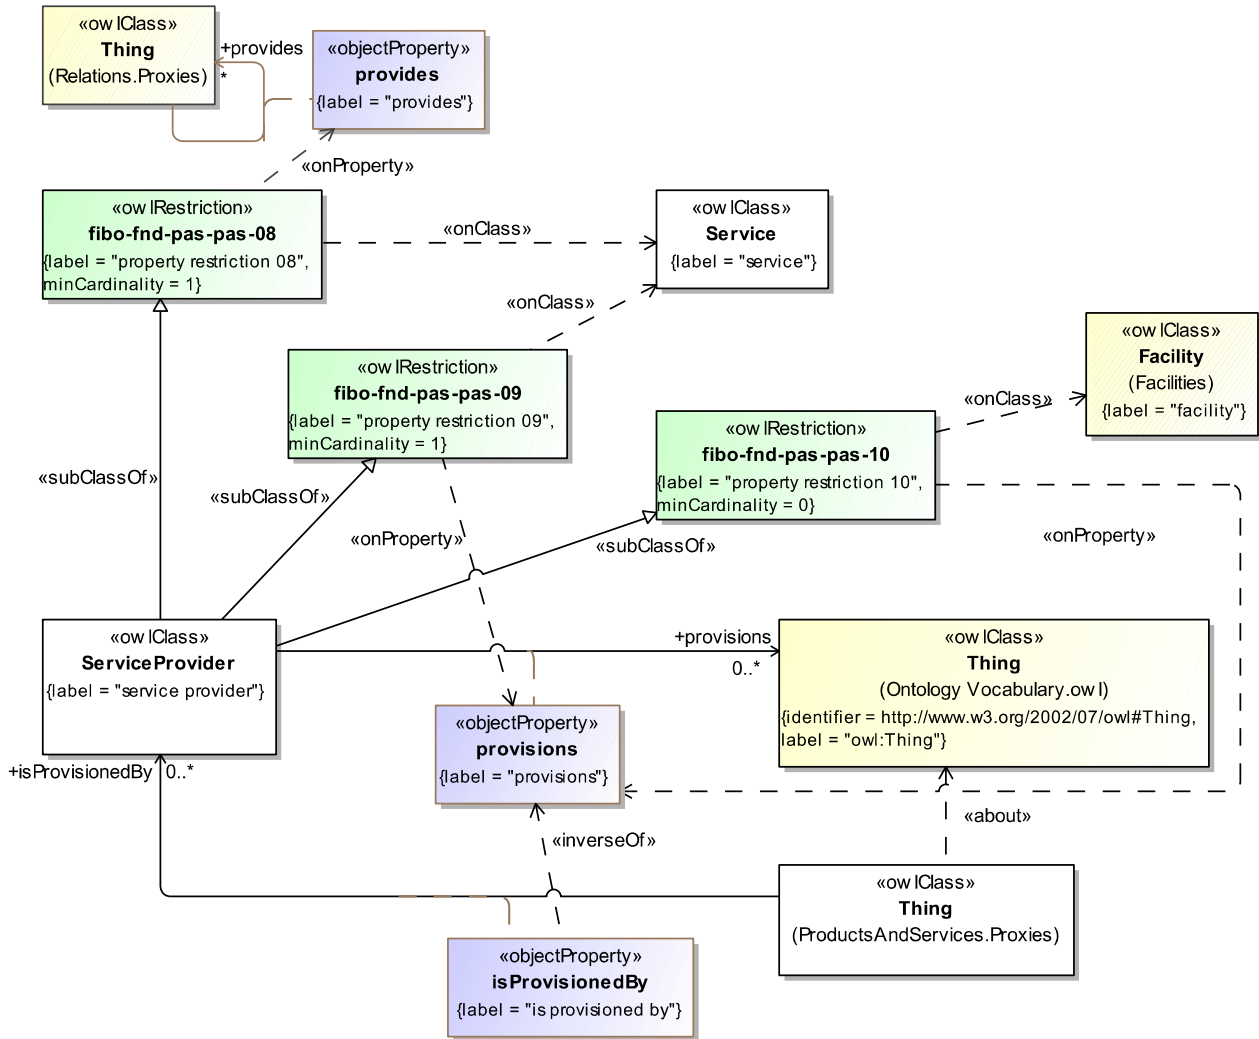 «owlClass»
Thing
(Relations.Proxies)
+provides
*
«objectProperty»
provides
{label = "provides"}
«onProperty»
«owlRestriction»
fibo-fnd-pas-pas-08
{label = "property restriction 08",
minCardinality = 1}
«onClass»
«owlClass»
Service
{label = "service"}
«onClass»
«owlRestriction»
fibo-fnd-pas-pas-09
{label = "property restriction 09",
minCardinality = 1}
«owlClass»
Facility
(Facilities)
{label = "facility"}
«onClass»
«owlRestriction»
fibo-fnd-pas-pas-10
{label = "property restriction 10",
minCardinality = 0}
«subClassOf»
«subClassOf»
«onProperty»
«subClassOf»
«onProperty»
«owlClass»
ServiceProvider
{label = "service provider"}
+provisions
0..*
«owlClass»
Thing
(Ontology Vocabulary.owl)
{identifier = http://www.w3.org/2002/07/owl#Thing,
label = "owl:Thing"}
«objectProperty»
provisions
{label = "provisions"}
+isProvisionedBy
0..*
«inverseOf»
«about»
«owlClass»
Thing
(ProductsAndServices.Proxies)
«objectProperty»
isProvisionedBy
{label = "is provisioned by"}